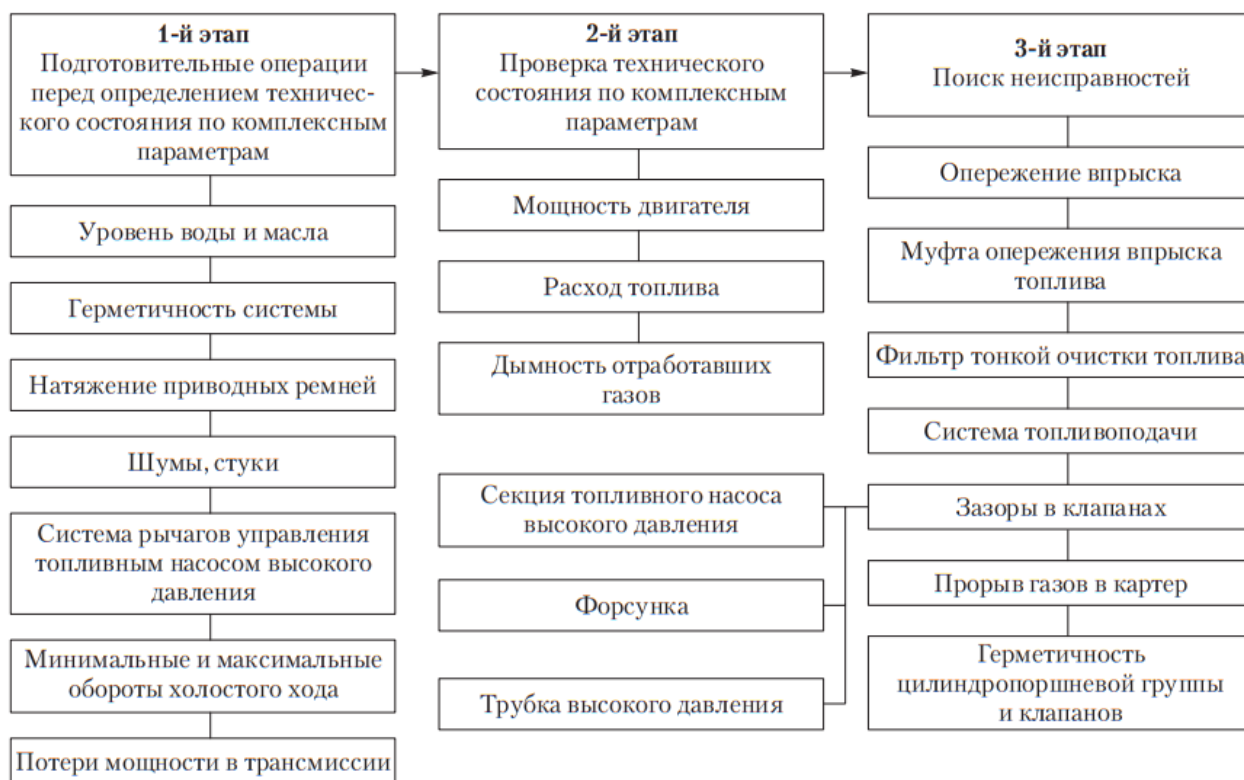 1-й этап
Подготовительные операции
перед определением техничес-
кого состояния по комплексным
параметрам
Уровень воды и масла
Герметичность системы
Натяжение приводных ремней
Шумы, стуки
Система рычагов управления
топливным насосом высокого
давления
Минимальные и максимальные
обороты холостого хода
Потери мощности в трансмиссии
2-й этап
Проверка технического
состояния по комплексным
параметрам
Мощность двигателя
Расход топлива
Дымность отработавших
газов
Секция топливного насоса
высокого давления
Форсунка
Трубка высокого давления
3-й этап
Поиск неисправностей
Опережение впрыска
Муфта опережения впрыска
топлива
Фильтр тонкой очистки топлива
Система топливоподачи
Зазоры в клапанах
Прорыв газов в картер
Герметичность
цилиндропоршневой группы
и клапанов